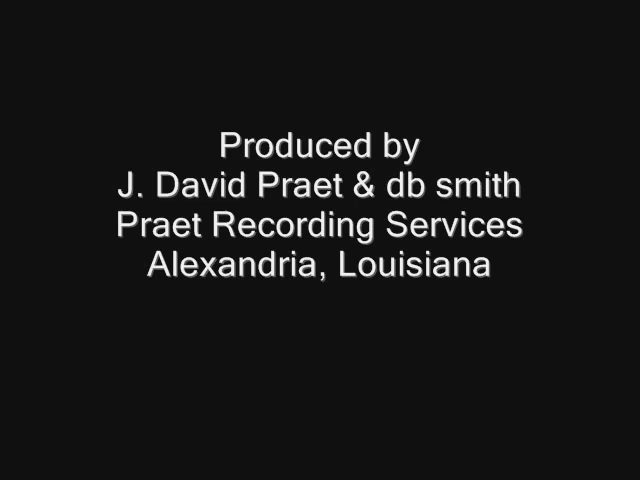 Produced by
J. David Praet & db smith
Praet Recording Services
Alexandria, Louisiana